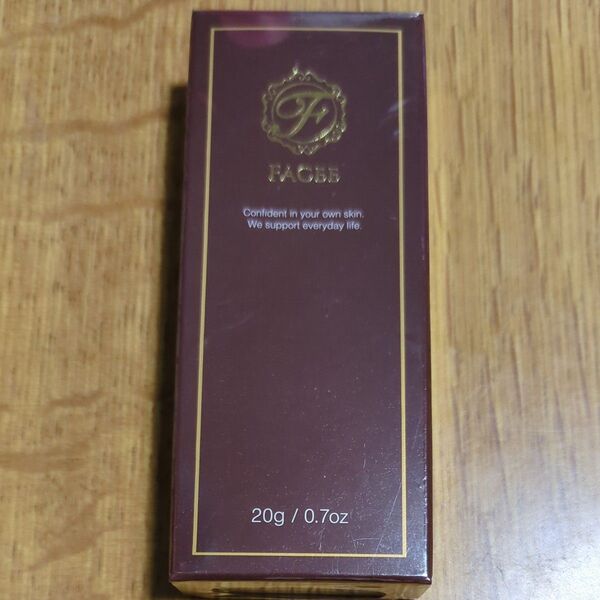 F
FACEE
Confident in your own skin.
We support everyday life.
20g / 0.7oz